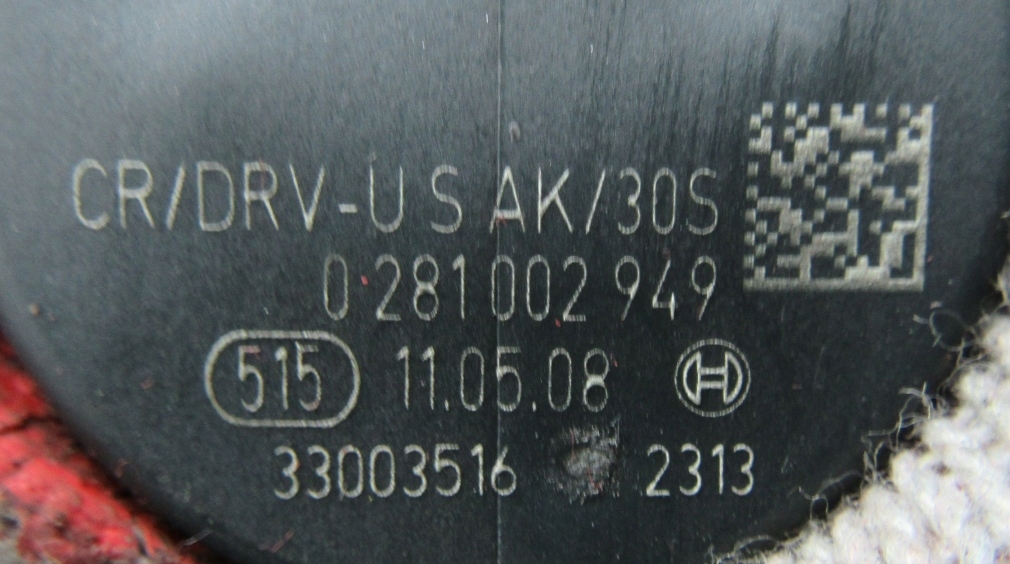 CR/DRV-U S AK/30S
0 281 002 949
515 11.05.08
33003516 2313